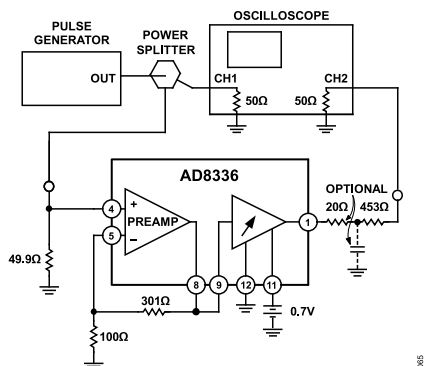 OSCILLOSCOPE
PULSE
GENERATOR
POWER
SPLITTER
OUT
CH1
CH2
50Ω
50Ω
AD8336
OPTIONAL
20Ω
453Ω
4
+
PREAMP
5
−
1
49.9Ω
8
9
12
11
301Ω
0.7V
100Ω
065